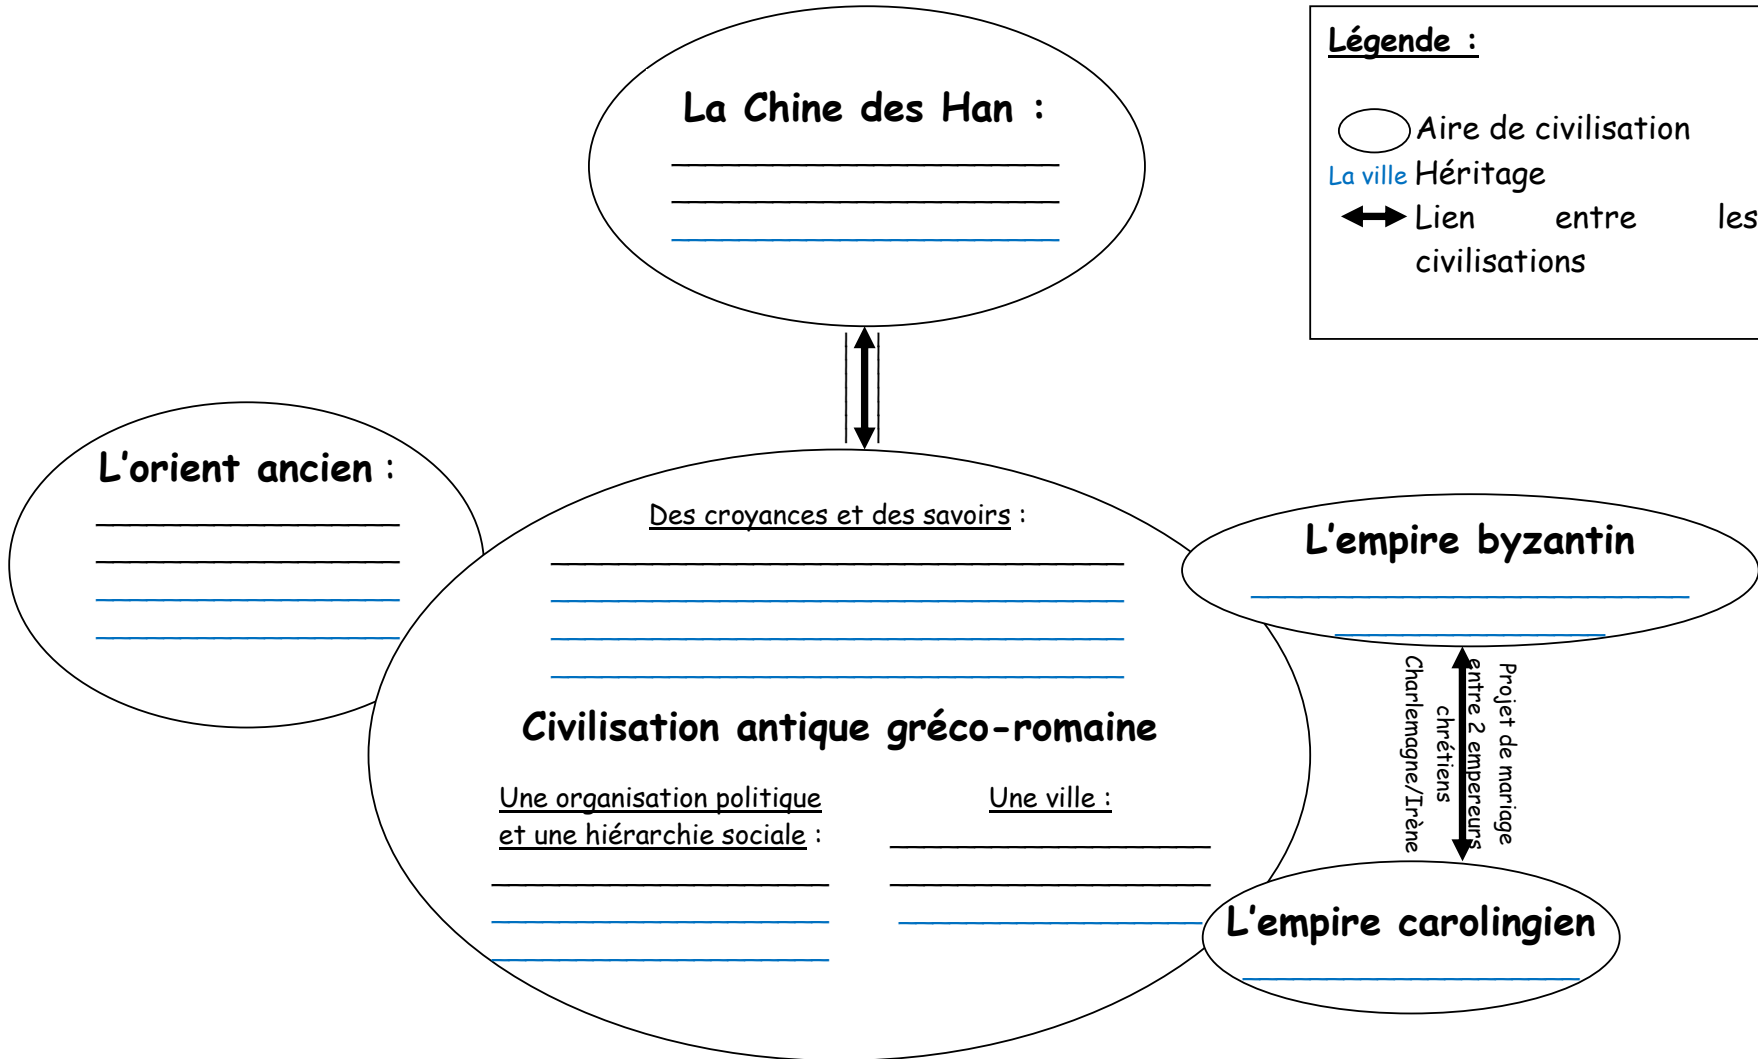 La Chine des Han :
Légende :
Aire de civilisation
La ville Héritage
Lien entre les
civilisations
L'orient ancien :
Des croyances et des savoirs :
Civilisation antique gréco-romaine
Une organisation politique
et une hiérarchie sociale :
Une ville :
L'empire byzantin
Projet de mariage
entre 2 empereurs
chrétiens
Charlemagne/Irène
L'empire carolingien